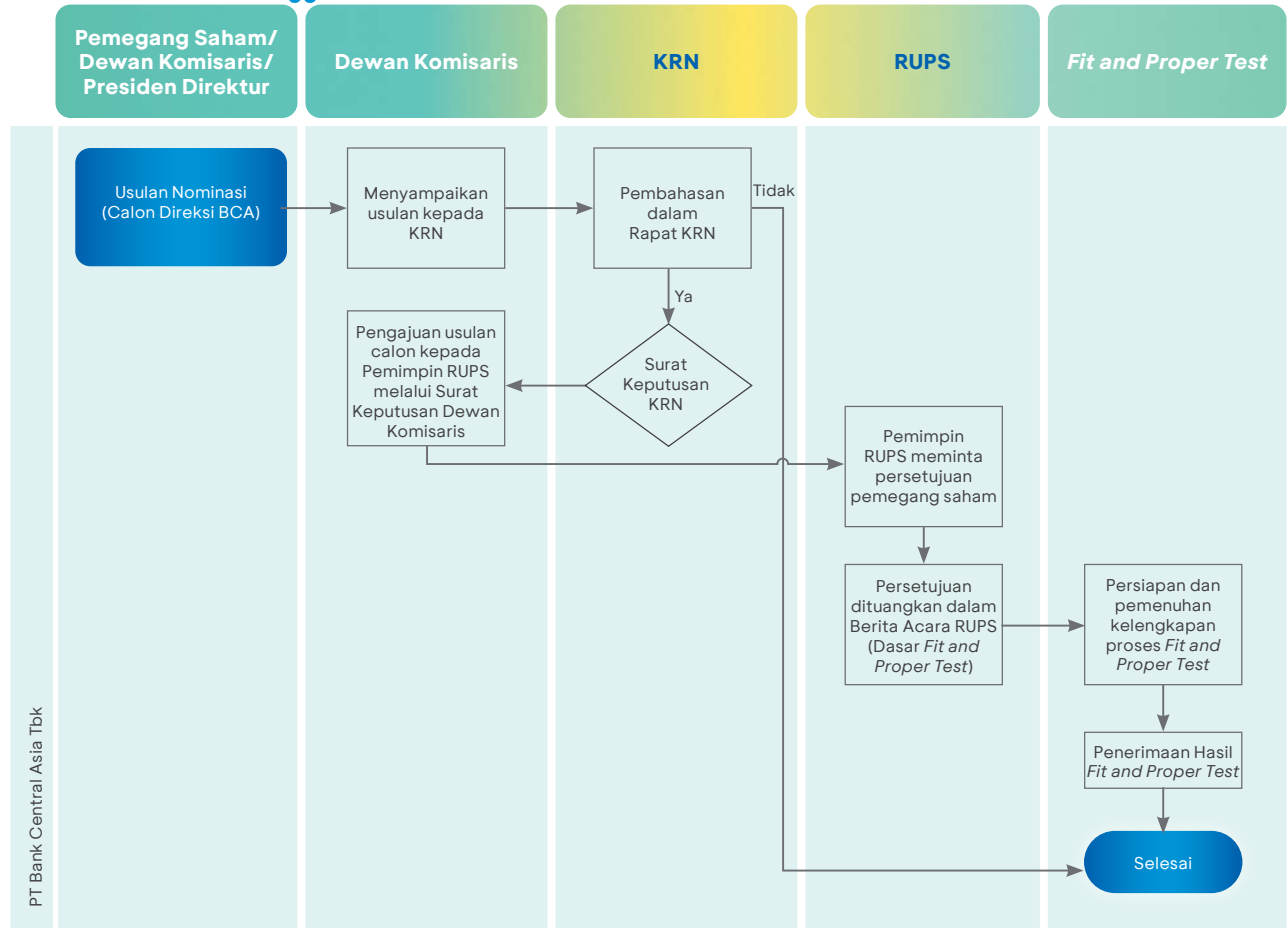 Pemegang Saham/
Dewan Komisaris/
Presiden Direktur
Dewan Komisaris
KRN
RUPS
Fit and Proper Test
Usulan Nominasi
(Calon Direksi BCA)
Menyampaikan
usulan kepada
KRN
Pembahasan
dalam
Rapat KRN
Tidak
Ya
Surat
Keputusan
KRN
Pengajuan usulan
calon kepada
Pemimpin RUPS
melalui Surat
Keputusan Dewan
Komisaris
Pemimpin
RUPS meminta
persetujuan
pemegang saham
Persetujuan
dituangkan dalam
Berita Acara RUPS
(Dasar Fit and
Proper Test)
Persiapan dan
pemenuhan
kelengkapan
proses Fit and
Proper Test
Penerimaan Hasil
Fit and Proper Test
Selesai
PT Bank Central Asia Tbk